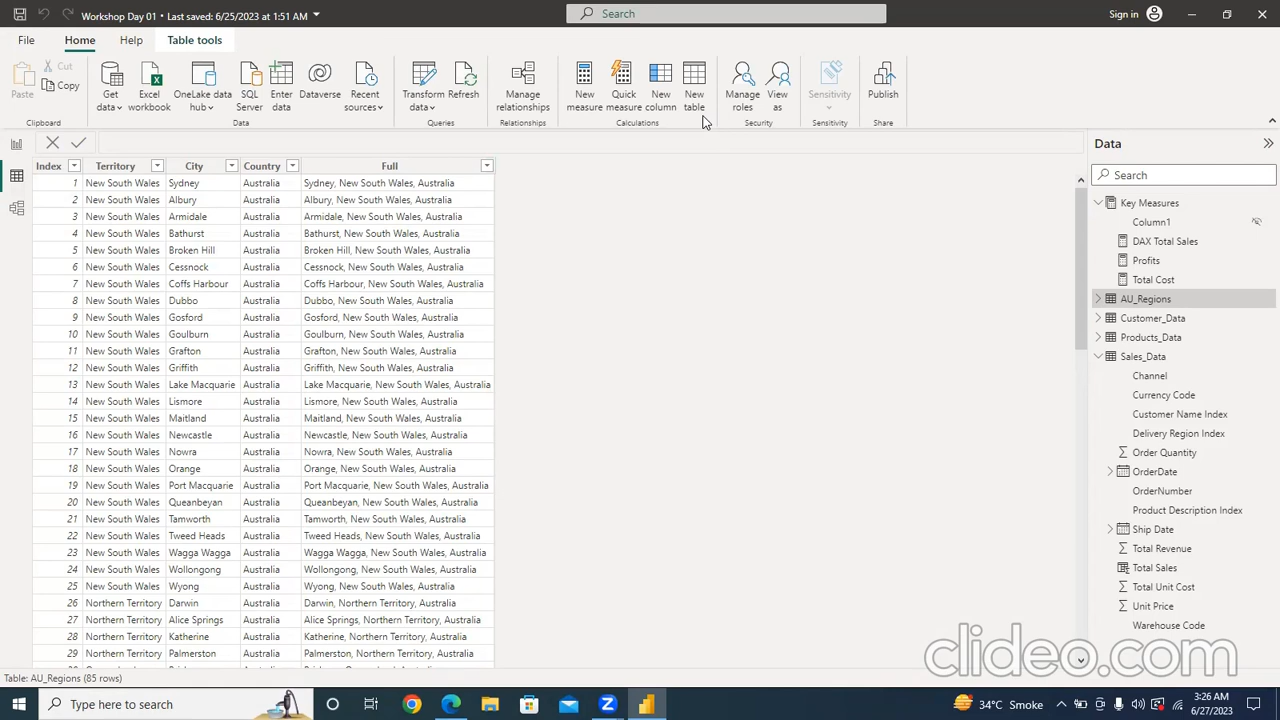 Workshop Day 01 • Last saved: 6/25/2023 at 1:51 AM
Search
Sign in
File
Home
Help
Table tools
Paste
Cut
Copy
Get data
Excel workbook
OneLake data hub
SQL Server
Enter data
Dataverse
Recent sources
Transform data
Refresh
Manage relationships
New measure
Quick measure
New column
New table
Manage roles
View as
Sensitivity
Publish
Clipboard
Data
Queries
Relationships
Calculations
Security
Sensitivity
Share
Index Territory City Country Full
1 New South Wales Sydney Australia Sydney, New South Wales, Australia
2 New South Wales Albury Australia Albury, New South Wales, Australia
3 New South Wales Armidale Australia Armidale, New South Wales, Australia
4 New South Wales Bathurst Australia Bathurst, New South Wales, Australia
5 New South Wales Broken Hill Australia Broken Hill, New South Wales, Australia
6 New South Wales Cessnock Australia Cessnock, New South Wales, Australia
7 New South Wales Coffs Harbour Australia Coffs Harbour, New South Wales, Australia
8 New South Wales Dubbo Australia Dubbo, New South Wales, Australia
9 New South Wales Gosford Australia Gosford, New South Wales, Australia
10 New South Wales Goulburn Australia Goulburn, New South Wales, Australia
11 New South Wales Grafton Australia Grafton, New South Wales, Australia
12 New South Wales Griffith Australia Griffith, New South Wales, Australia
13 New South Wales Lake Macquarie Australia Lake Macquarie, New South Wales, Australia
14 New South Wales Lismore Australia Lismore, New South Wales, Australia
15 New South Wales Maitland Australia Maitland, New South Wales, Australia
16 New South Wales Newcastle Australia Newcastle, New South Wales, Australia
17 New South Wales Nowra Australia Nowra, New South Wales, Australia
18 New South Wales Orange Australia Orange, New South Wales, Australia
19 New South Wales Port Macquarie Australia Port Macquarie, New South Wales, Australia
20 New South Wales Queanbeyan Australia Queanbeyan, New South Wales, Australia
21 New South Wales Tamworth Australia Tamworth, New South Wales, Australia
22 New South Wales Tweed Heads Australia Tweed Heads, New South Wales, Australia
23 New South Wales Wagga Wagga Australia Wagga Wagga, New South Wales, Australia
24 New South Wales Wollongong Australia Wollongong, New South Wales, Australia
25 New South Wales Wyong Australia Wyong, New South Wales, Australia
26 Northern Territory Darwin Australia Darwin, Northern Territory, Australia
27 Northern Territory Alice Springs Australia Alice Springs, Northern Territory, Australia
28 Northern Territory Katherine Australia Katherine, Northern Territory, Australia
29 Northern Territory Palmerston Australia Palmerston, Northern Territory, Australia
Data
Search
Key Measures
Column1
DAX Total Sales
Profits
Total Cost
AU_Regions
Customer_Data
Products_Data
Sales_Data
Channel
Currency Code
Customer Name Index
Delivery Region Index
Order Quantity
OrderDate
OrderNumber
Product Description Index
Ship Date
Total Revenue
Total Sales
Total Unit Cost
Unit Price
Warehouse Code
clideo.com
Table: AU_Regions (85 rows)
Type here to search
34°C Smoke
3:26 AM
6/27/2023